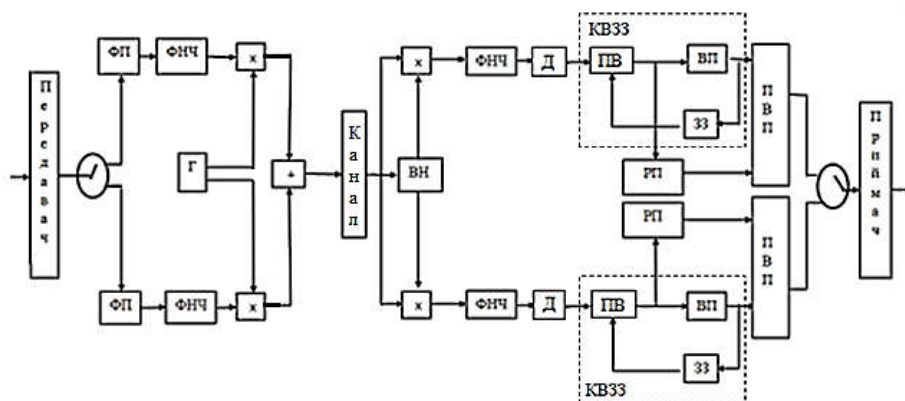 Передавач
ФП
ФНЧ
х
Г
+
ФП
ФНЧ
х
Канал
ВН
х
ФНЧ
Д
КВЗЗ
ПВ
ВП
ЗЗ
РП
ПВП
РП
ПВП
х
ФНЧ
Д
ПВ
ВП
ЗЗ
КВЗЗ
Приймач